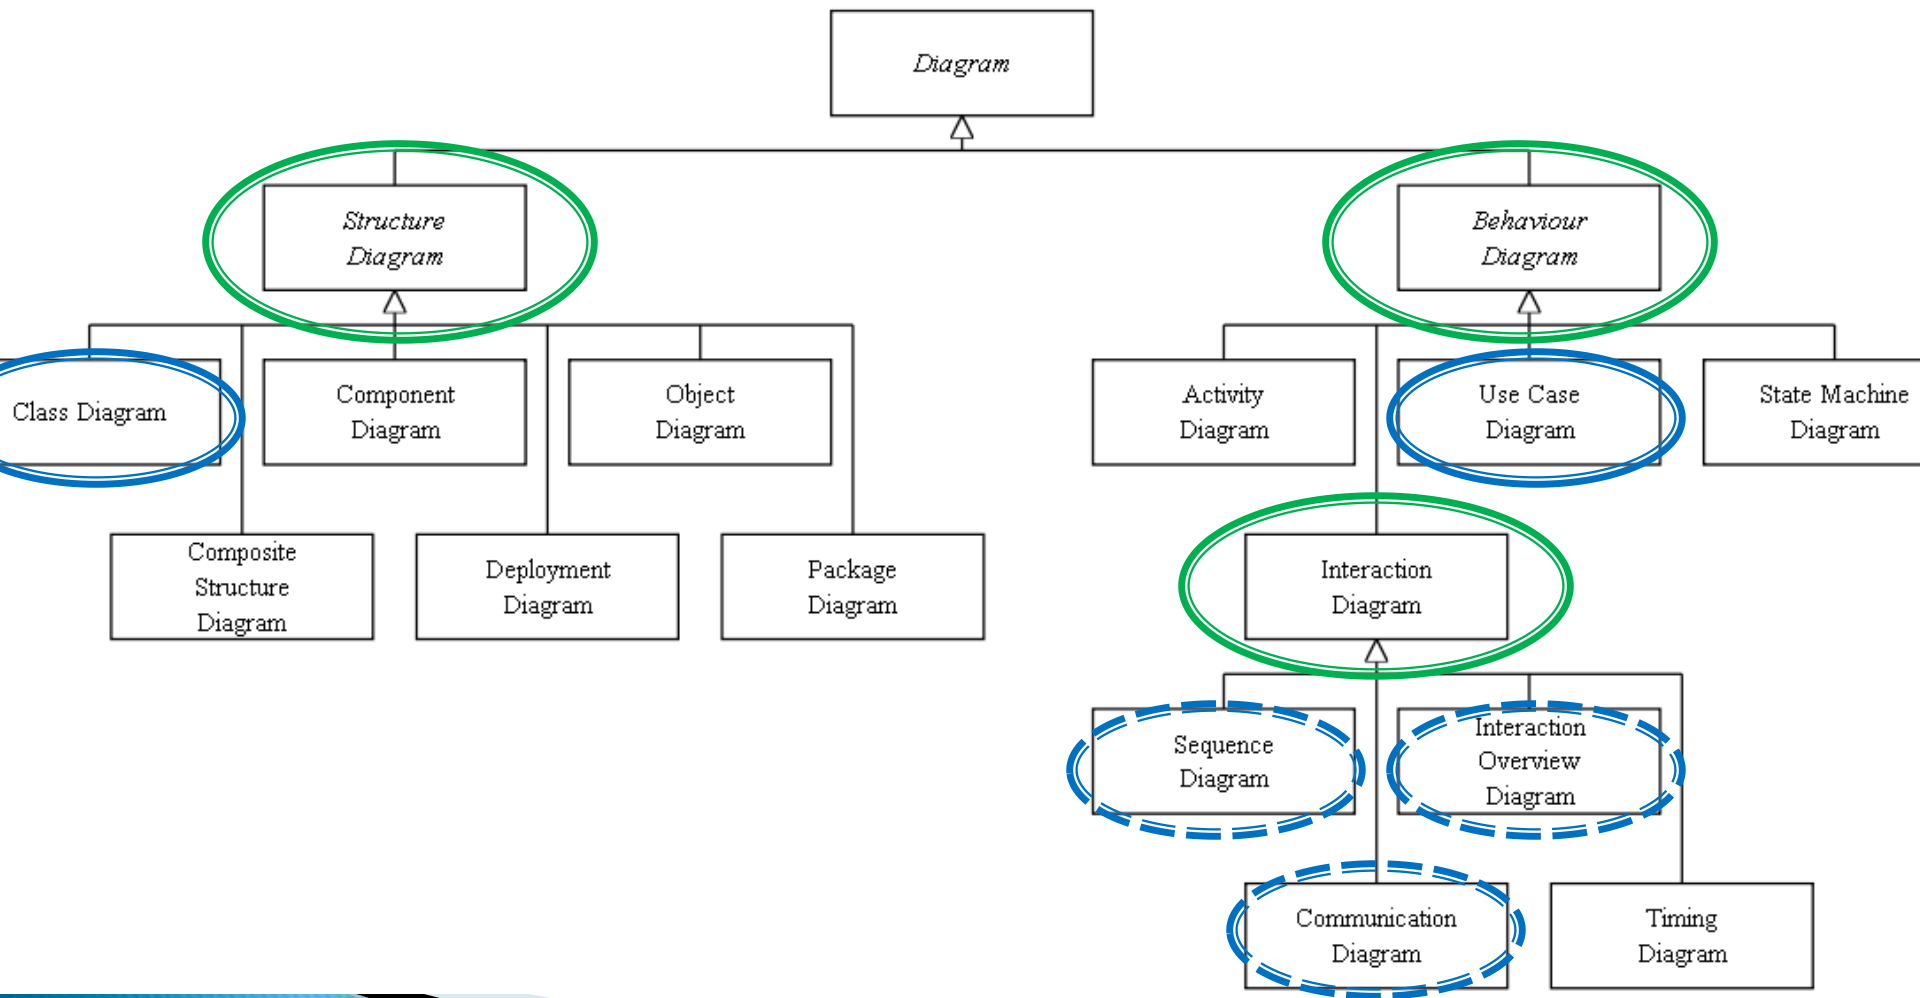 Diagram
Structure
Diagram
Behaviour
Diagram
Class Diagram
Component
Diagram
Object
Diagram
Activity
Diagram
Use Case
Diagram
State Machine
Diagram
Composite
Structure
Diagram
Deployment
Diagram
Package
Diagram
Interaction
Diagram
Sequence
Diagram
Interaction
Overview
Diagram
Communication
Diagram
Timing
Diagram